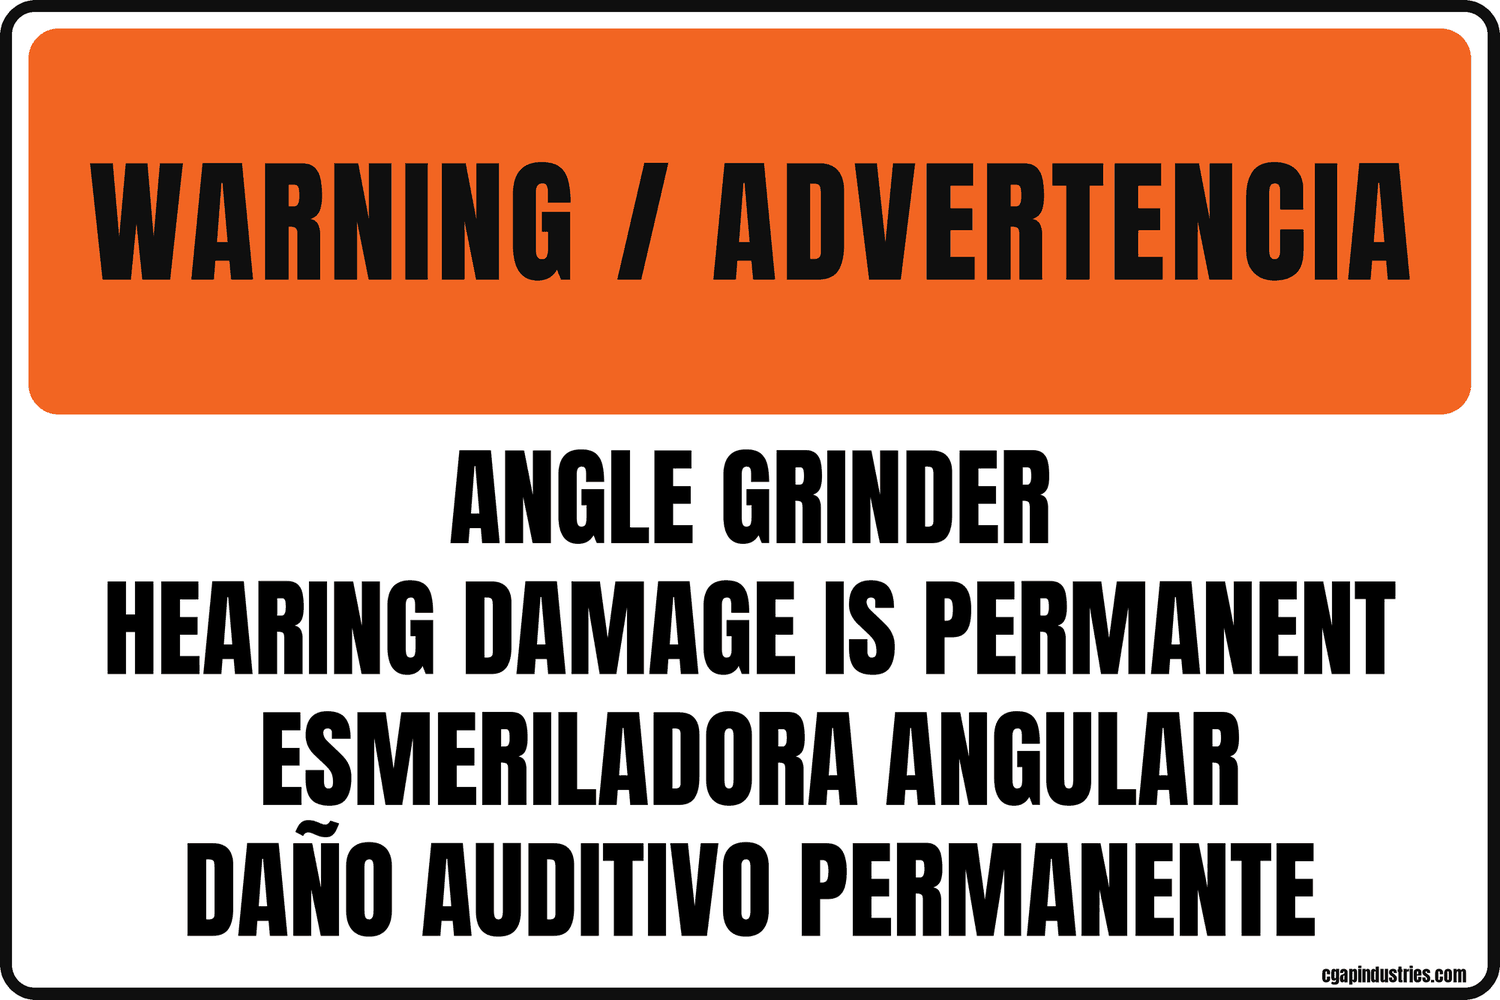 WARNING / ADVERTENCIA
ANGLE GRINDER
HEARING DAMAGE IS PERMANENT
ESMERILADORA ANGULAR
DAÑO AUDITIVO PERMANENTE
cgapindustries.com